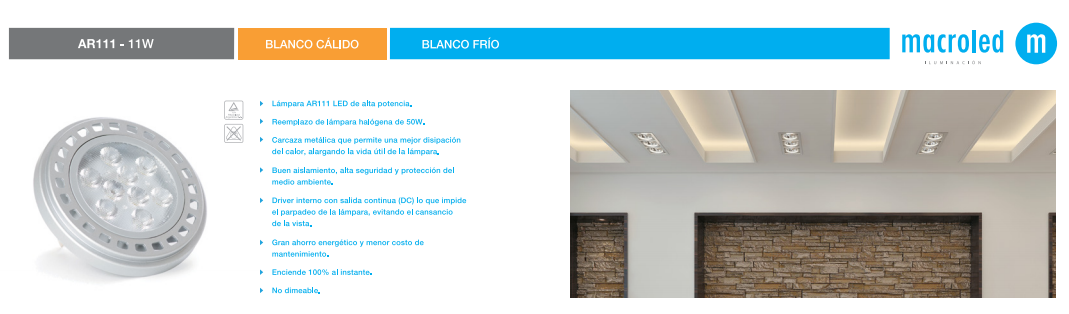 AR111 - 11W
BLANCO CÁLIDO
BLANCO FRÍO
macroled m
ILUMINACIÓN
Lámpara AR111 LED de alta potencia.
Reemplazo de lámpara halógena de 50W.
Carcaza metálica que permite una mejor disipación
del calor, alargando la vida útil de la lámpara.
Buen aislamiento, alta seguridad y protección del
medio ambiente.
Driver interno con salida continua (DC) lo que impide
el parpadeo de la lámpara, evitando el cansancio
de la vista.
Gran ahorro energético y menor costo de
mantenimiento.
Enciende 100% al instante.
No dimeable.